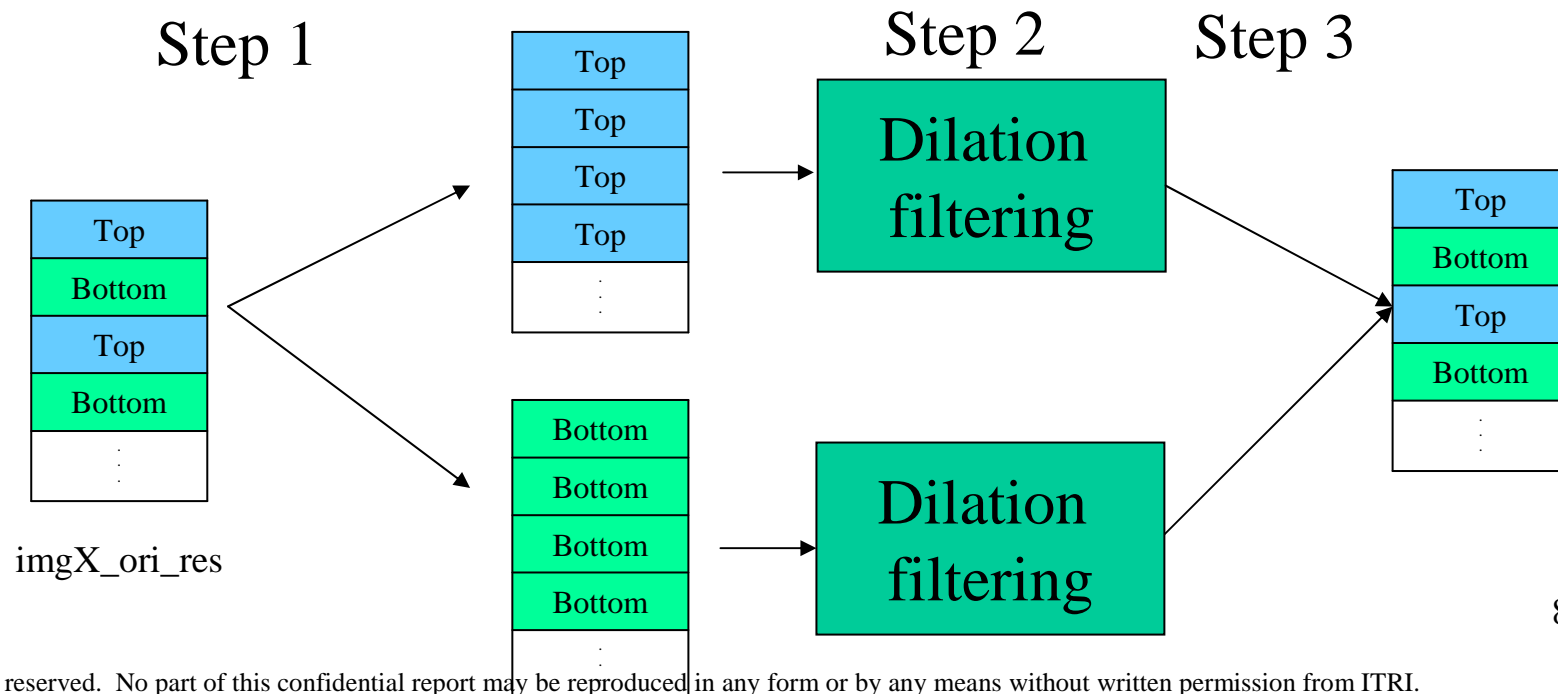 Step 1
Step 2
Step 3
Top
Bottom
Top
Bottom
imgX_ori_res
Top
Top
Top
Top
Bottom
Bottom
Bottom
Bottom
Dilation
filtering
Dilation
filtering
Top
Bottom
Top
Bottom
reserved. No part of this confidential report may be reproduced in any form or by any means without written permission from ITRI.